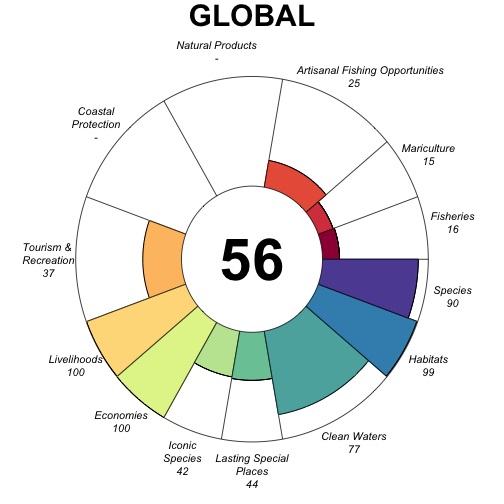 GLOBAL
Natural Products
-
Artisanal Fishing Opportunities
25
Coastal
Protection
-
Mariculture
15
Fisheries
16
Tourism &
Recreation
37
56
Species
90
Livelihoods
100
Habitats
99
Economies
100
Clean Waters
77
Iconic
Species
42
Lasting Special
Places
44